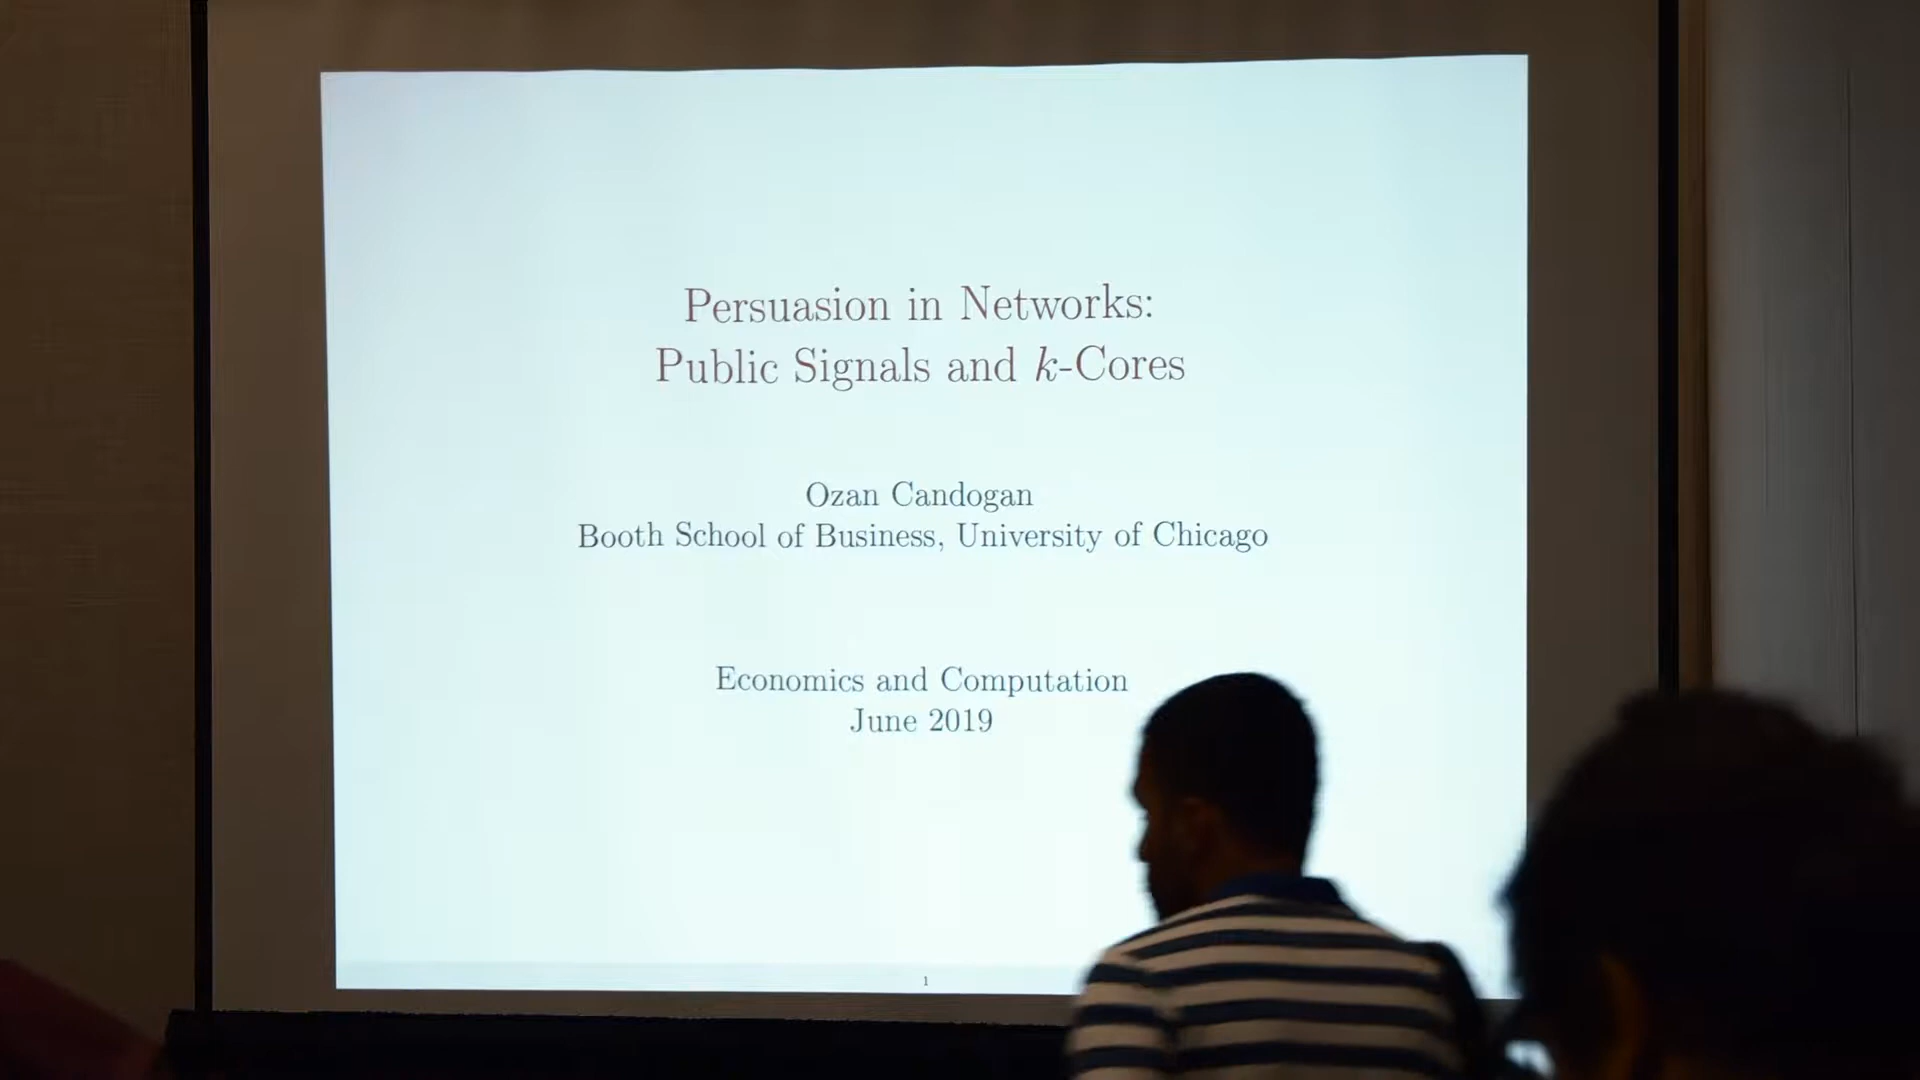 Persuasion in Networks:
Public Signals and k-Cores
Ozan Candogan
Booth School of Business, University of Chicago
Economics and Computation
June 2019
1